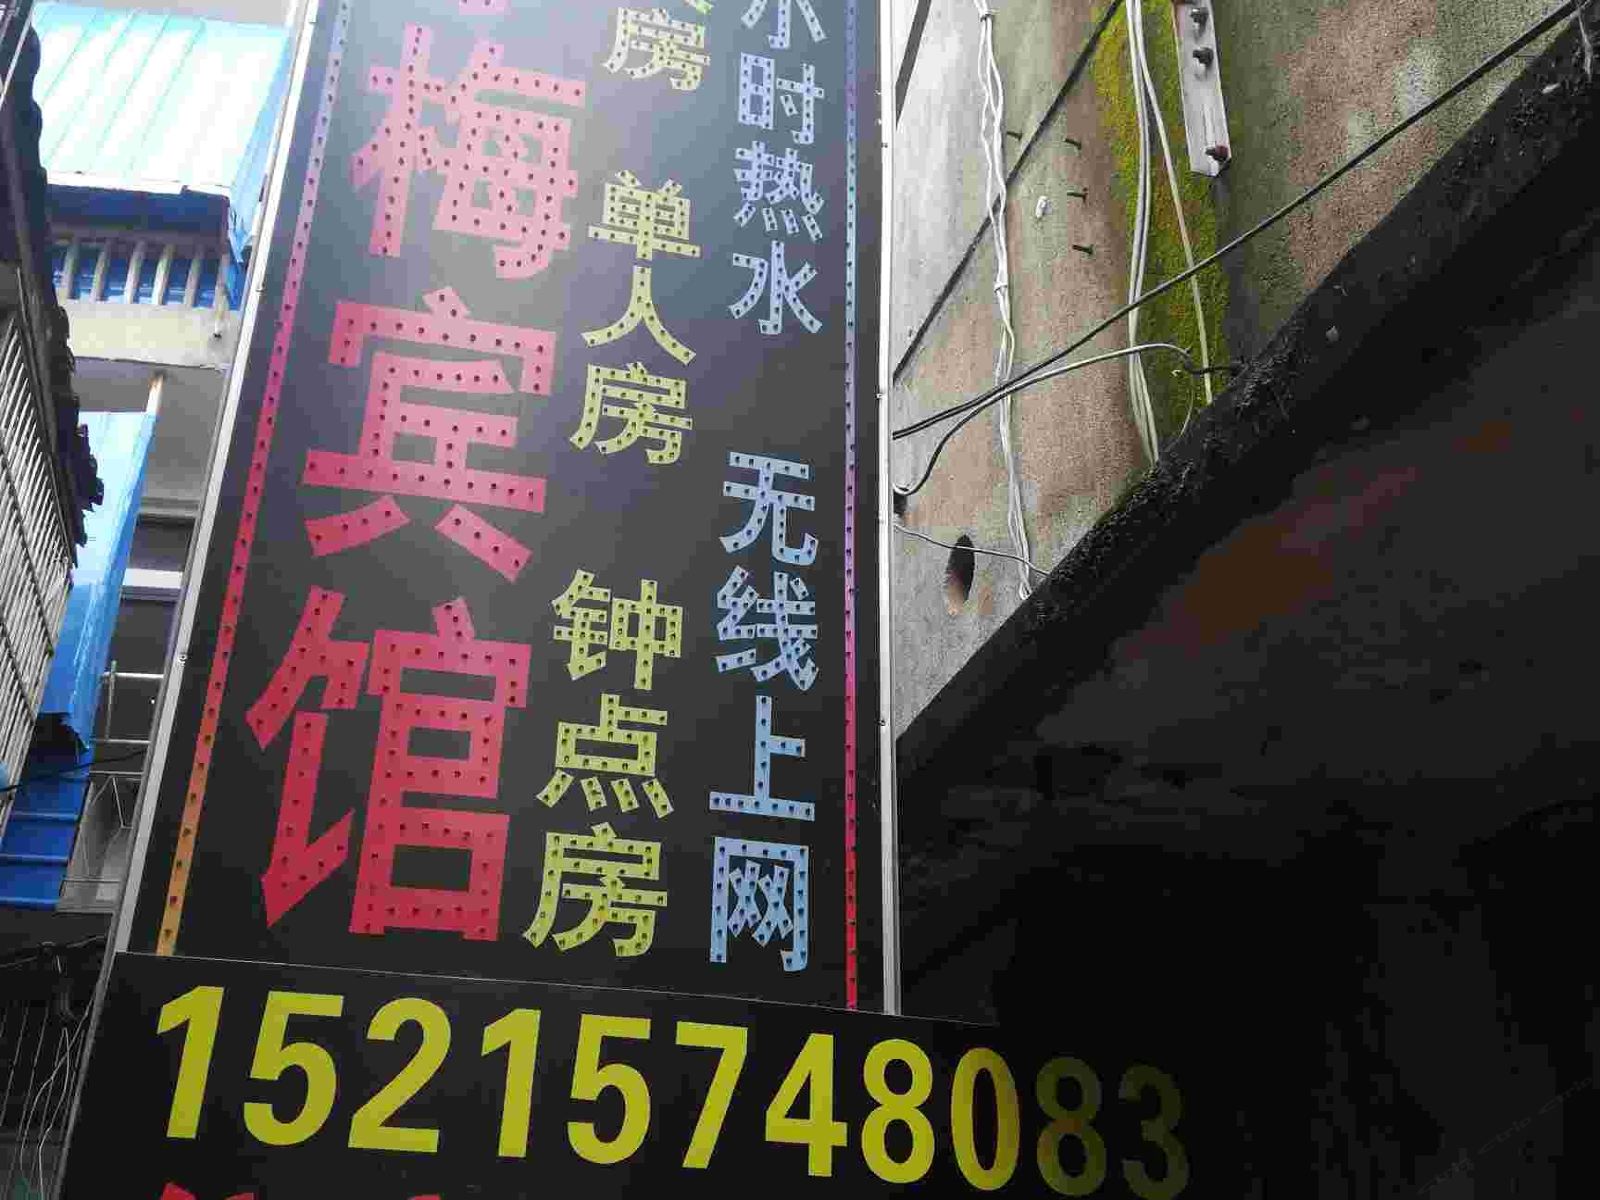 梅宾馆
房
单人房
钟点房
小时热水
无线上网
15215748083